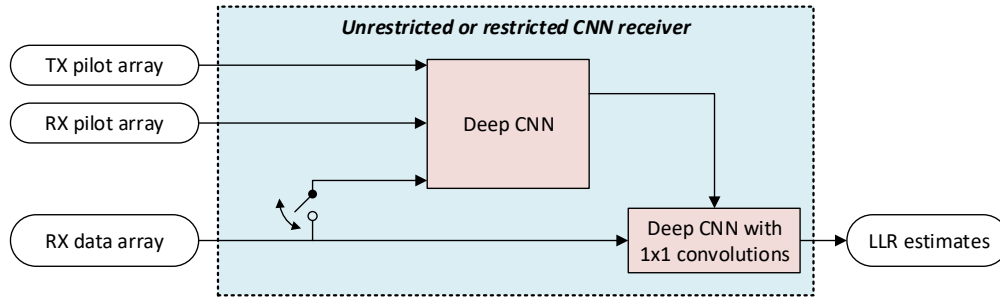 Unrestricted or restricted CNN receiver
TX pilot array
RX pilot array
Deep CNN
RX data array
Deep CNN with
1x1 convolutions
LLR estimates